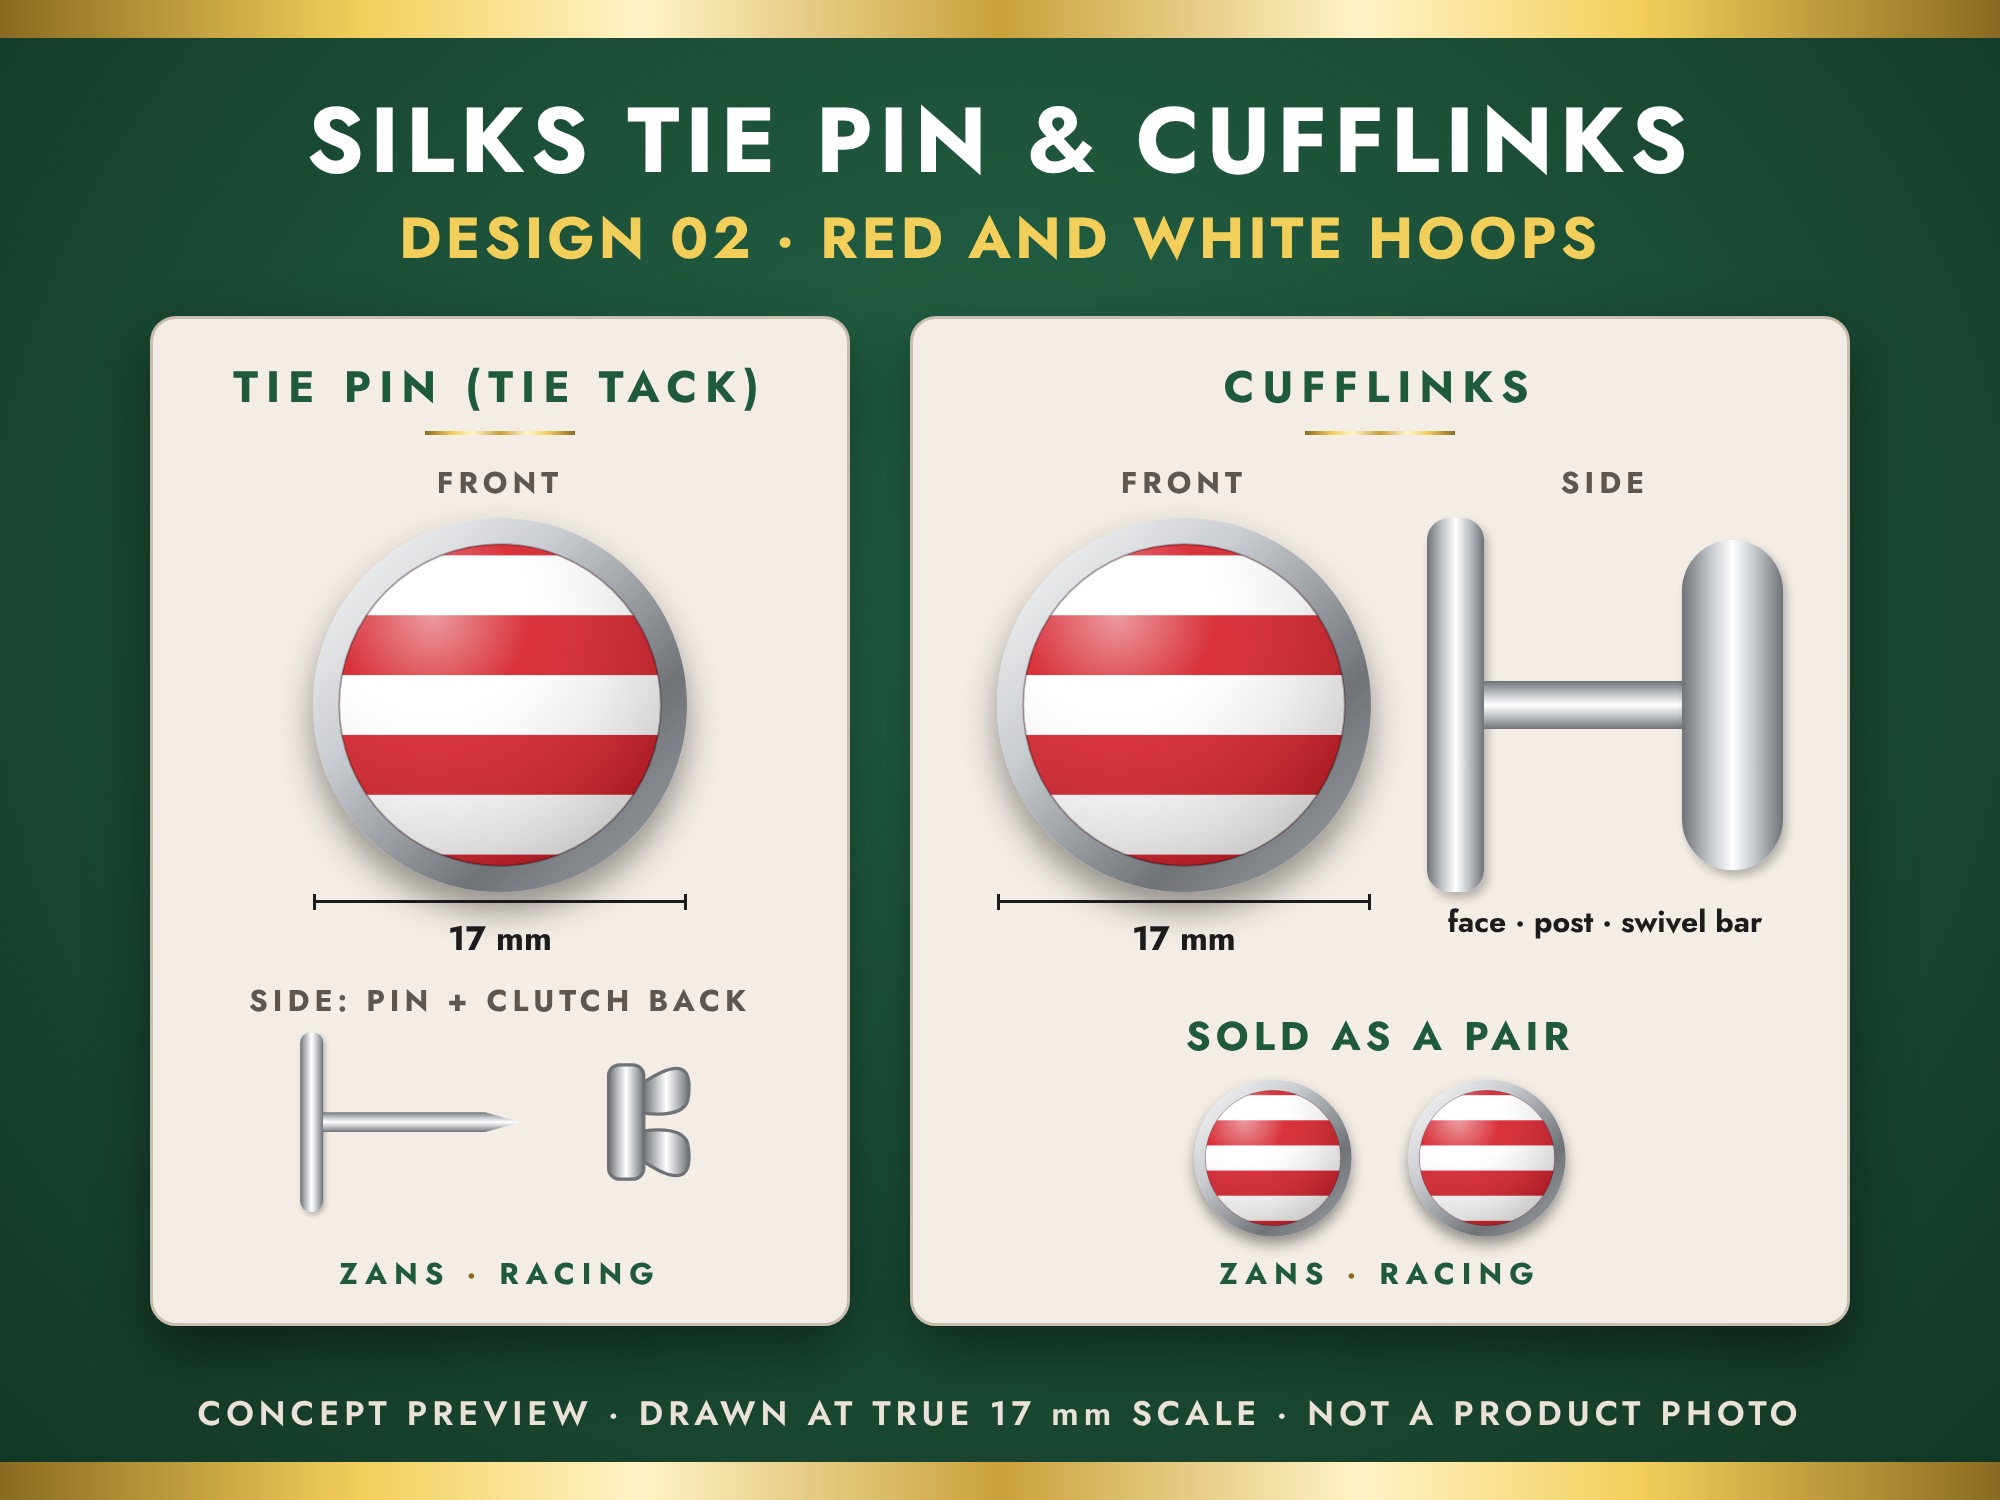 SILKS TIE PIN & CUFFLINKS
DESIGN 02 · RED AND WHITE HOOPS
TIE PIN (TIE TACK)
FRONT
17 mm
SIDE: PIN + CLUTCH BACK
ZANS · RACING
CUFFLINKS
FRONT
SIDE
17 mm
face · post · swivel bar
SOLD AS A PAIR
ZANS · RACING
CONCEPT PREVIEW · DRAWN AT TRUE 17 mm SCALE · NOT A PRODUCT PHOTO